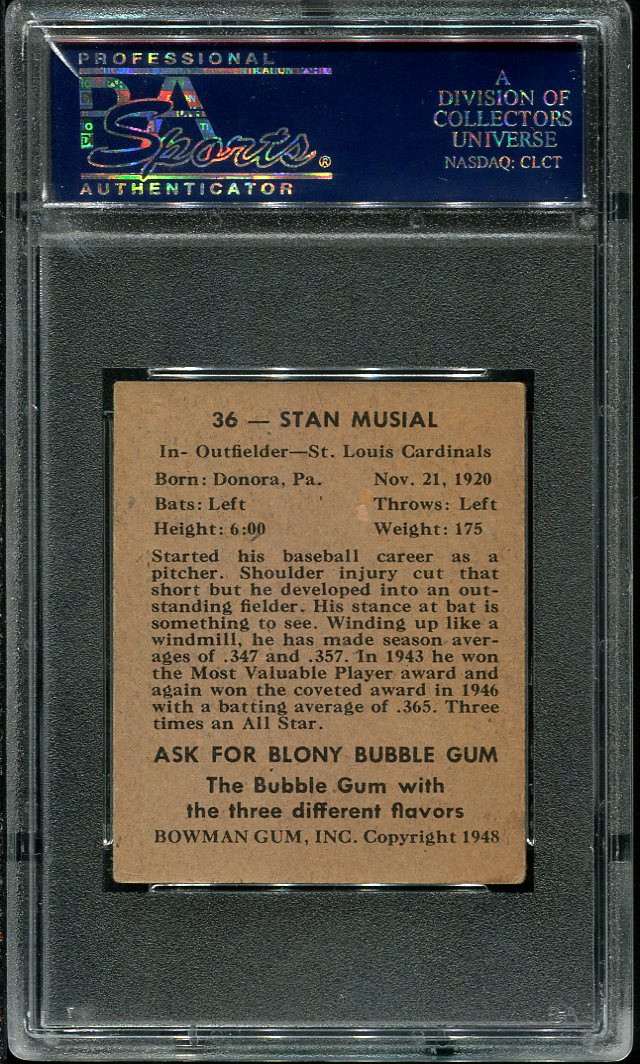 PROFESSIONAL
PSA
Sports®
AUTHENTICATOR
A
DIVISION OF
COLLECTORS
UNIVERSE
NASDAQ: CLCT
36 — STAN MUSIAL
In- Outfielder—St. Louis Cardinals
Born: Donora, Pa. Nov. 21, 1920
Bats: Left Throws: Left
Height: 6:00 Weight: 175
Started his baseball career as a
pitcher. Shoulder injury cut that
short but he developed into an out-
standing fielder. His stance at bat is
something to see. Winding up like a
windmill, he has made season aver-
ages of .347 and .357. In 1943 he won
the Most Valuable Player award and
again won the coveted award in 1946
with a batting average of .365. Three
times an All Star.
ASK FOR BLONY BUBBLE GUM
The Bubble Gum with
the three different flavors
BOWMAN GUM, INC. Copyright 1948